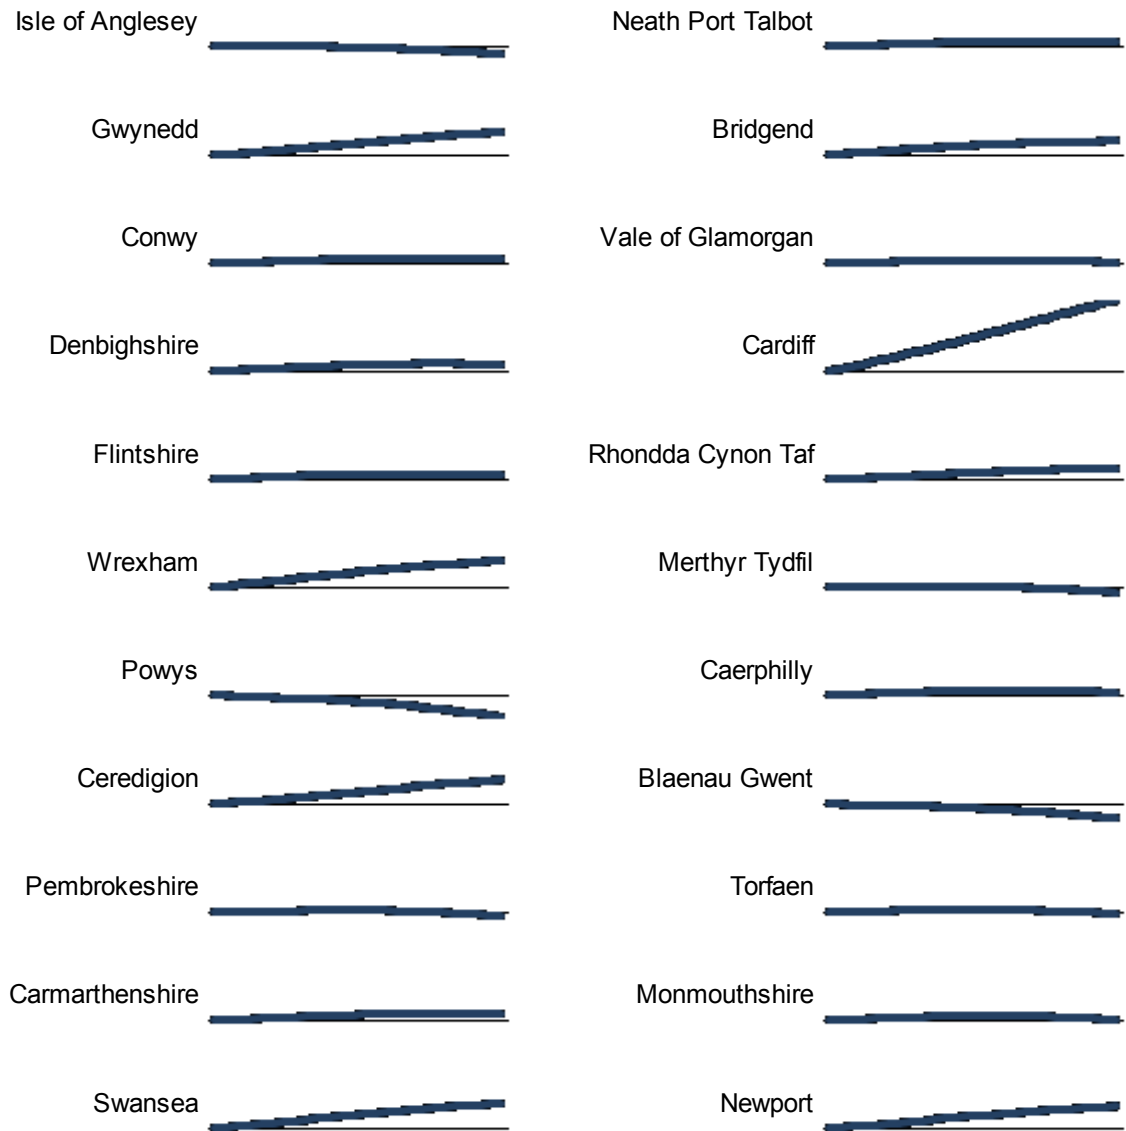 Isle of Anglesey
Gwynedd
Conwy
Denbighshire
Flintshire
Wrexham
Powys
Ceredigion
Pembrokeshire
Carmarthenshire
Swansea
Neath Port Talbot
Bridgend
Vale of Glamorgan
Cardiff
Rhondda Cynon Taf
Merthyr Tydfil
Caerphilly
Blaenau Gwent
Torfaen
Monmouthshire
Newport